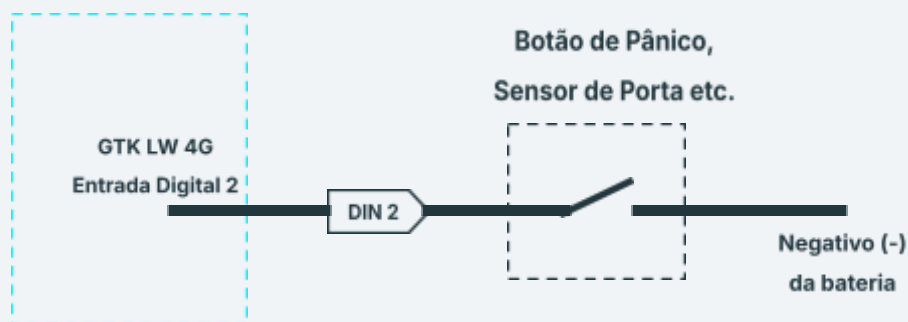 Botão de Pânico,
Sensor de Porta etc.
GTK LW 4G
Entrada Digital 2
DIN 2
Negativo (-)
da bateria